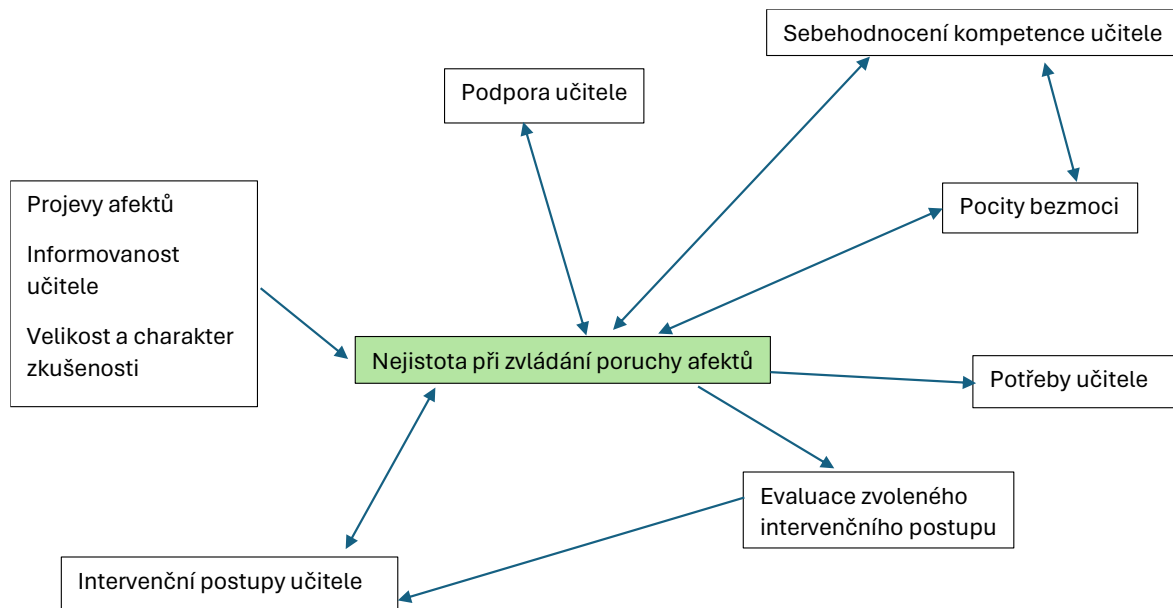 Sebehodnocení kompetence učitele
Podpora učitele
Projevy afektů
Informovanost
učitele
Velikost a charakter
zkušenosti
Pocity bezmoci
Nejistota při zvládání poruchy afektů
Potřeby učitele
Evaluace zvoleného
intervenčního postupu
Intervenční postupy učitele